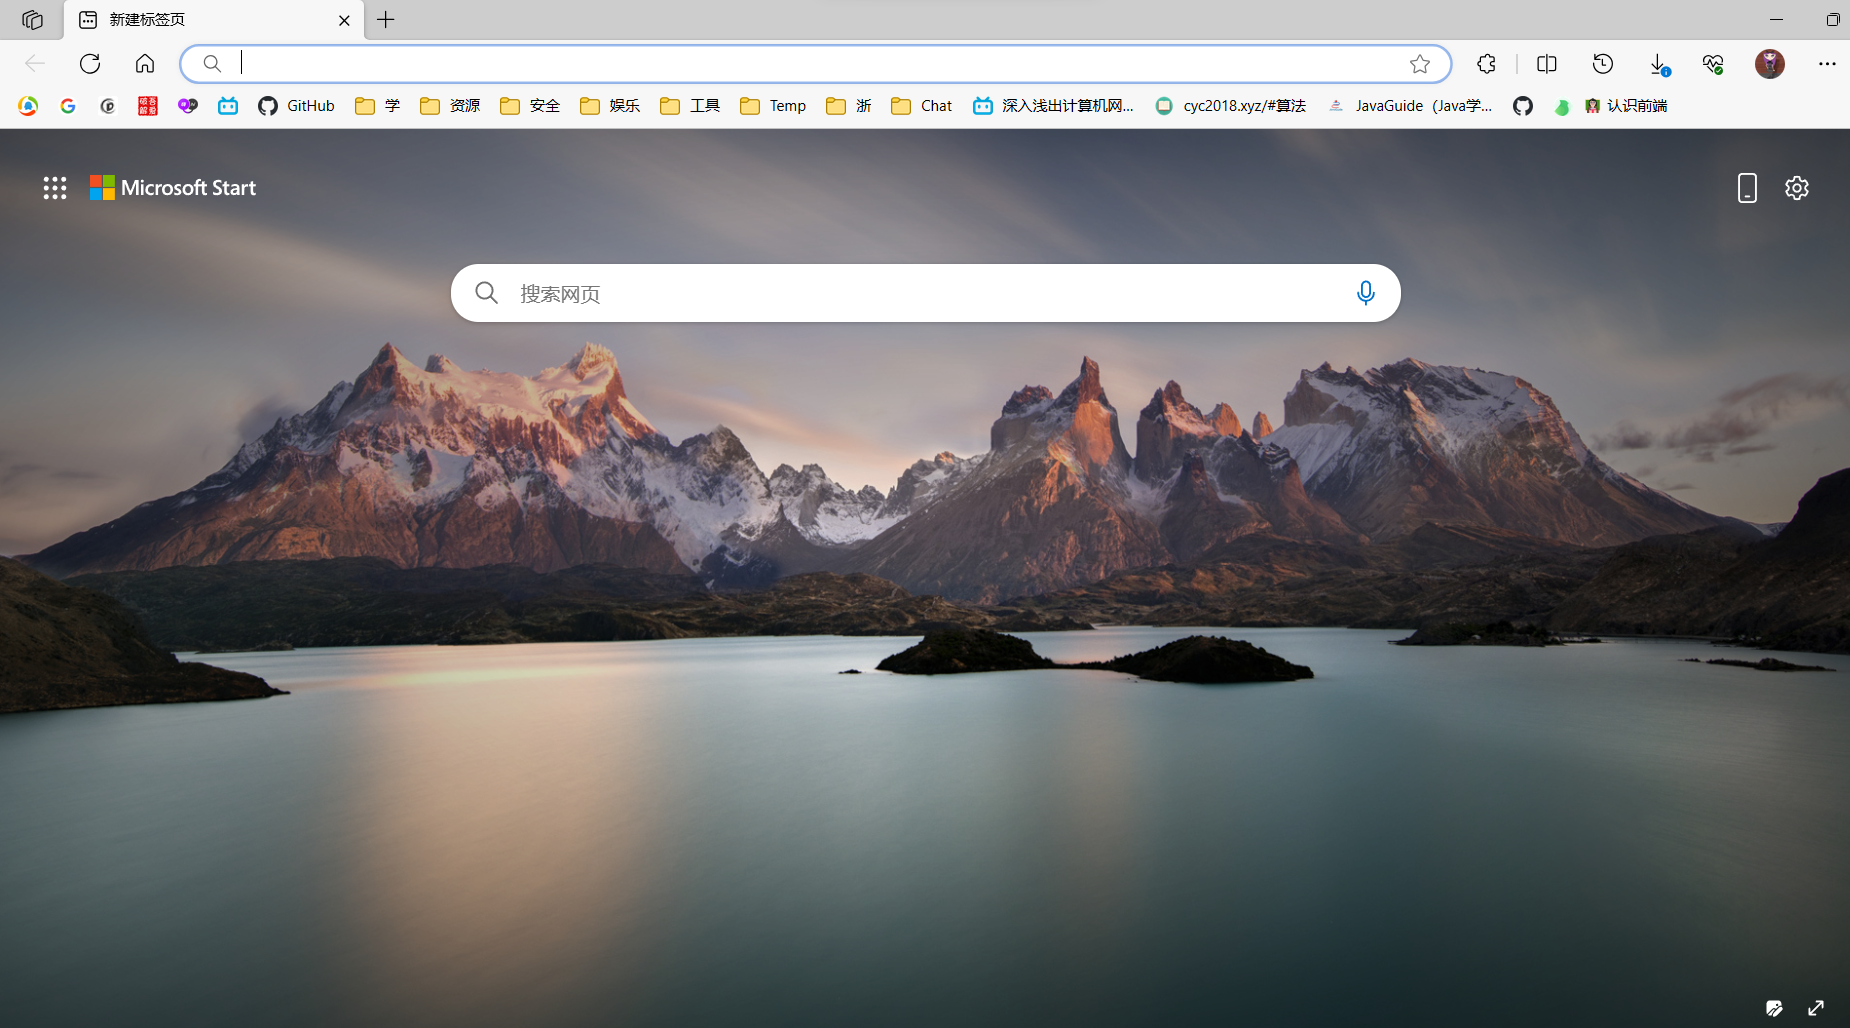 新建标签页
GitHub 学 资源 安全 娱乐 工具 Temp 浙 Chat 深入浅出计算机网... cyc2018.xyz/#算法 JavaGuide（Java学... 认识前端
Microsoft Start
搜索网页